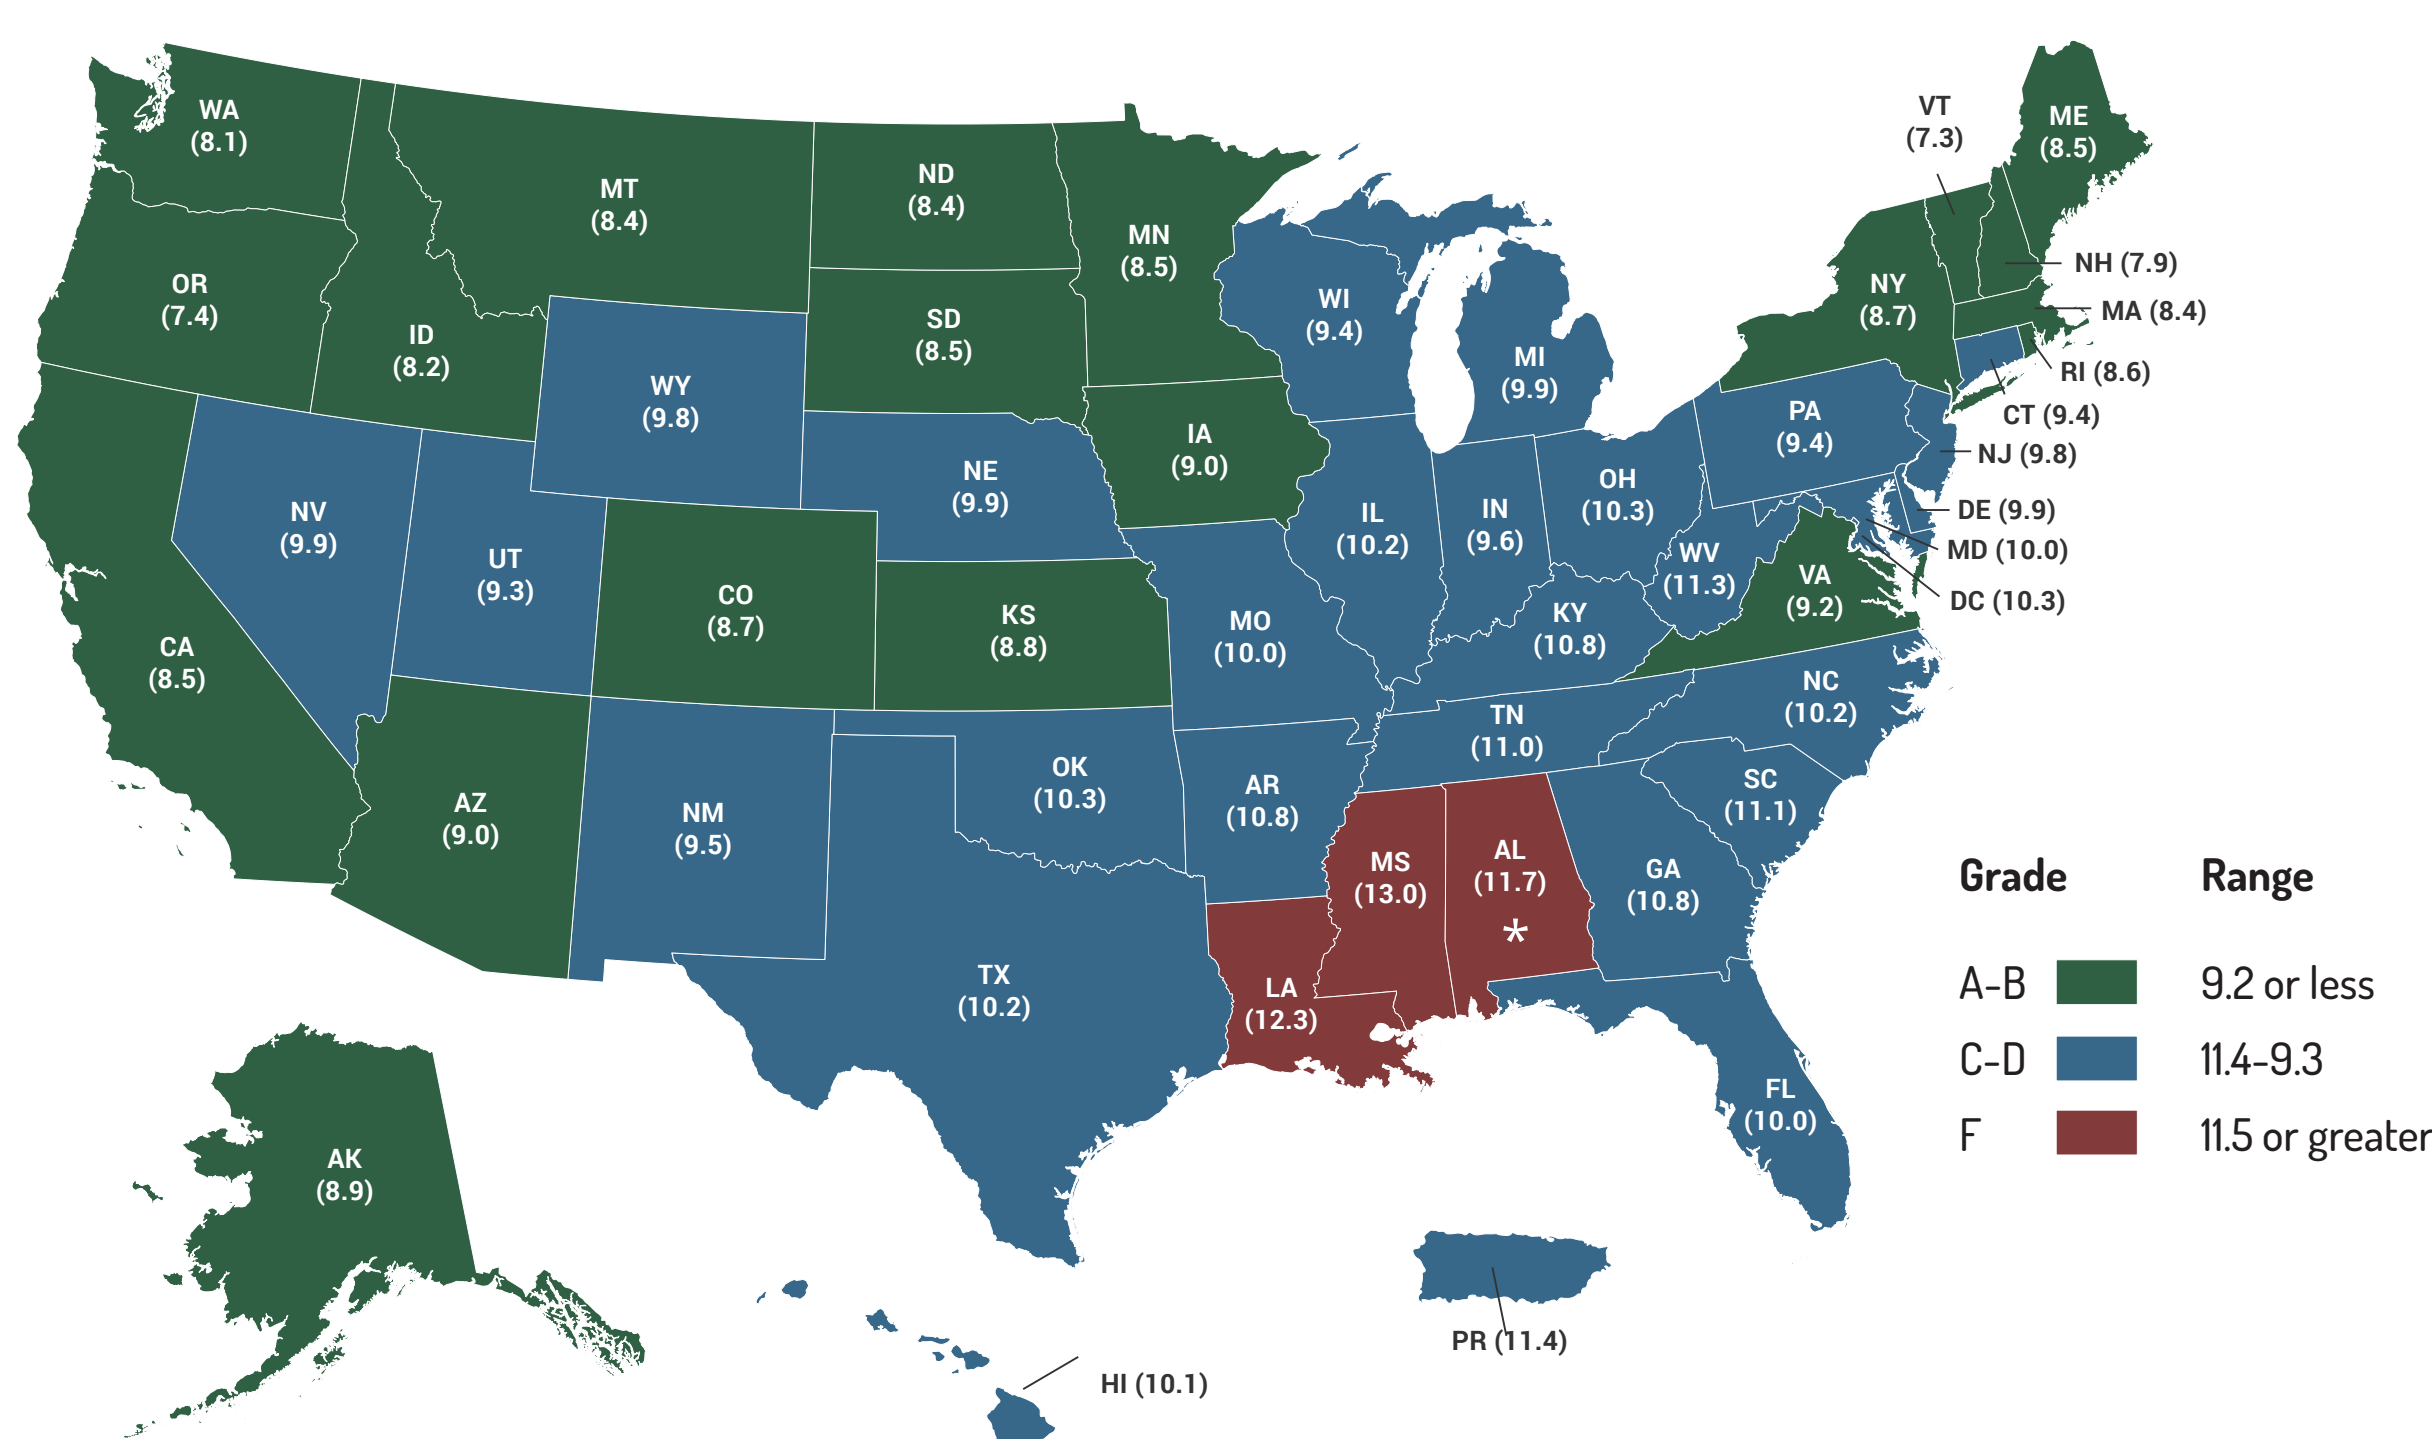 WA
(8.1)
MT
(8.4)
ND
(8.4)
MN
(8.5)
VT
(7.3)
ME
(8.5)
OR
(7.4)
ID
(8.2)
SD
(8.5)
WI
(9.4)
MI
(9.9)
NY
(8.7)
NH (7.9)
MA (8.4)
RI (8.6)
CT (9.4)
NJ (9.8)
DE (9.9)
MD (10.0)
DC (10.3)
WY
(9.8)
IA
(9.0)
PA
(9.4)
NE
(9.9)
NV
(9.9)
UT
(9.3)
IL
(10.2)
IN
(9.6)
OH
(10.3)
WV
(11.3)
VA
(9.2)
CA
(8.5)
CO
(8.7)
KS
(8.8)
MO
(10.0)
KY
(10.8)
NC
(10.2)
TN
(11.0)
SC
(11.1)
AZ
(9.0)
NM
(9.5)
OK
(10.3)
AR
(10.8)
MS
(13.0)
AL
(11.7)
*
GA
(10.8)
TX
(10.2)
LA
(12.3)
FL
(10.0)
AK
(8.9)
HI (10.1)
PR (11.4)
Grade Range
A-B 9.2 or less
C-D 11.4-9.3
F 11.5 or greater